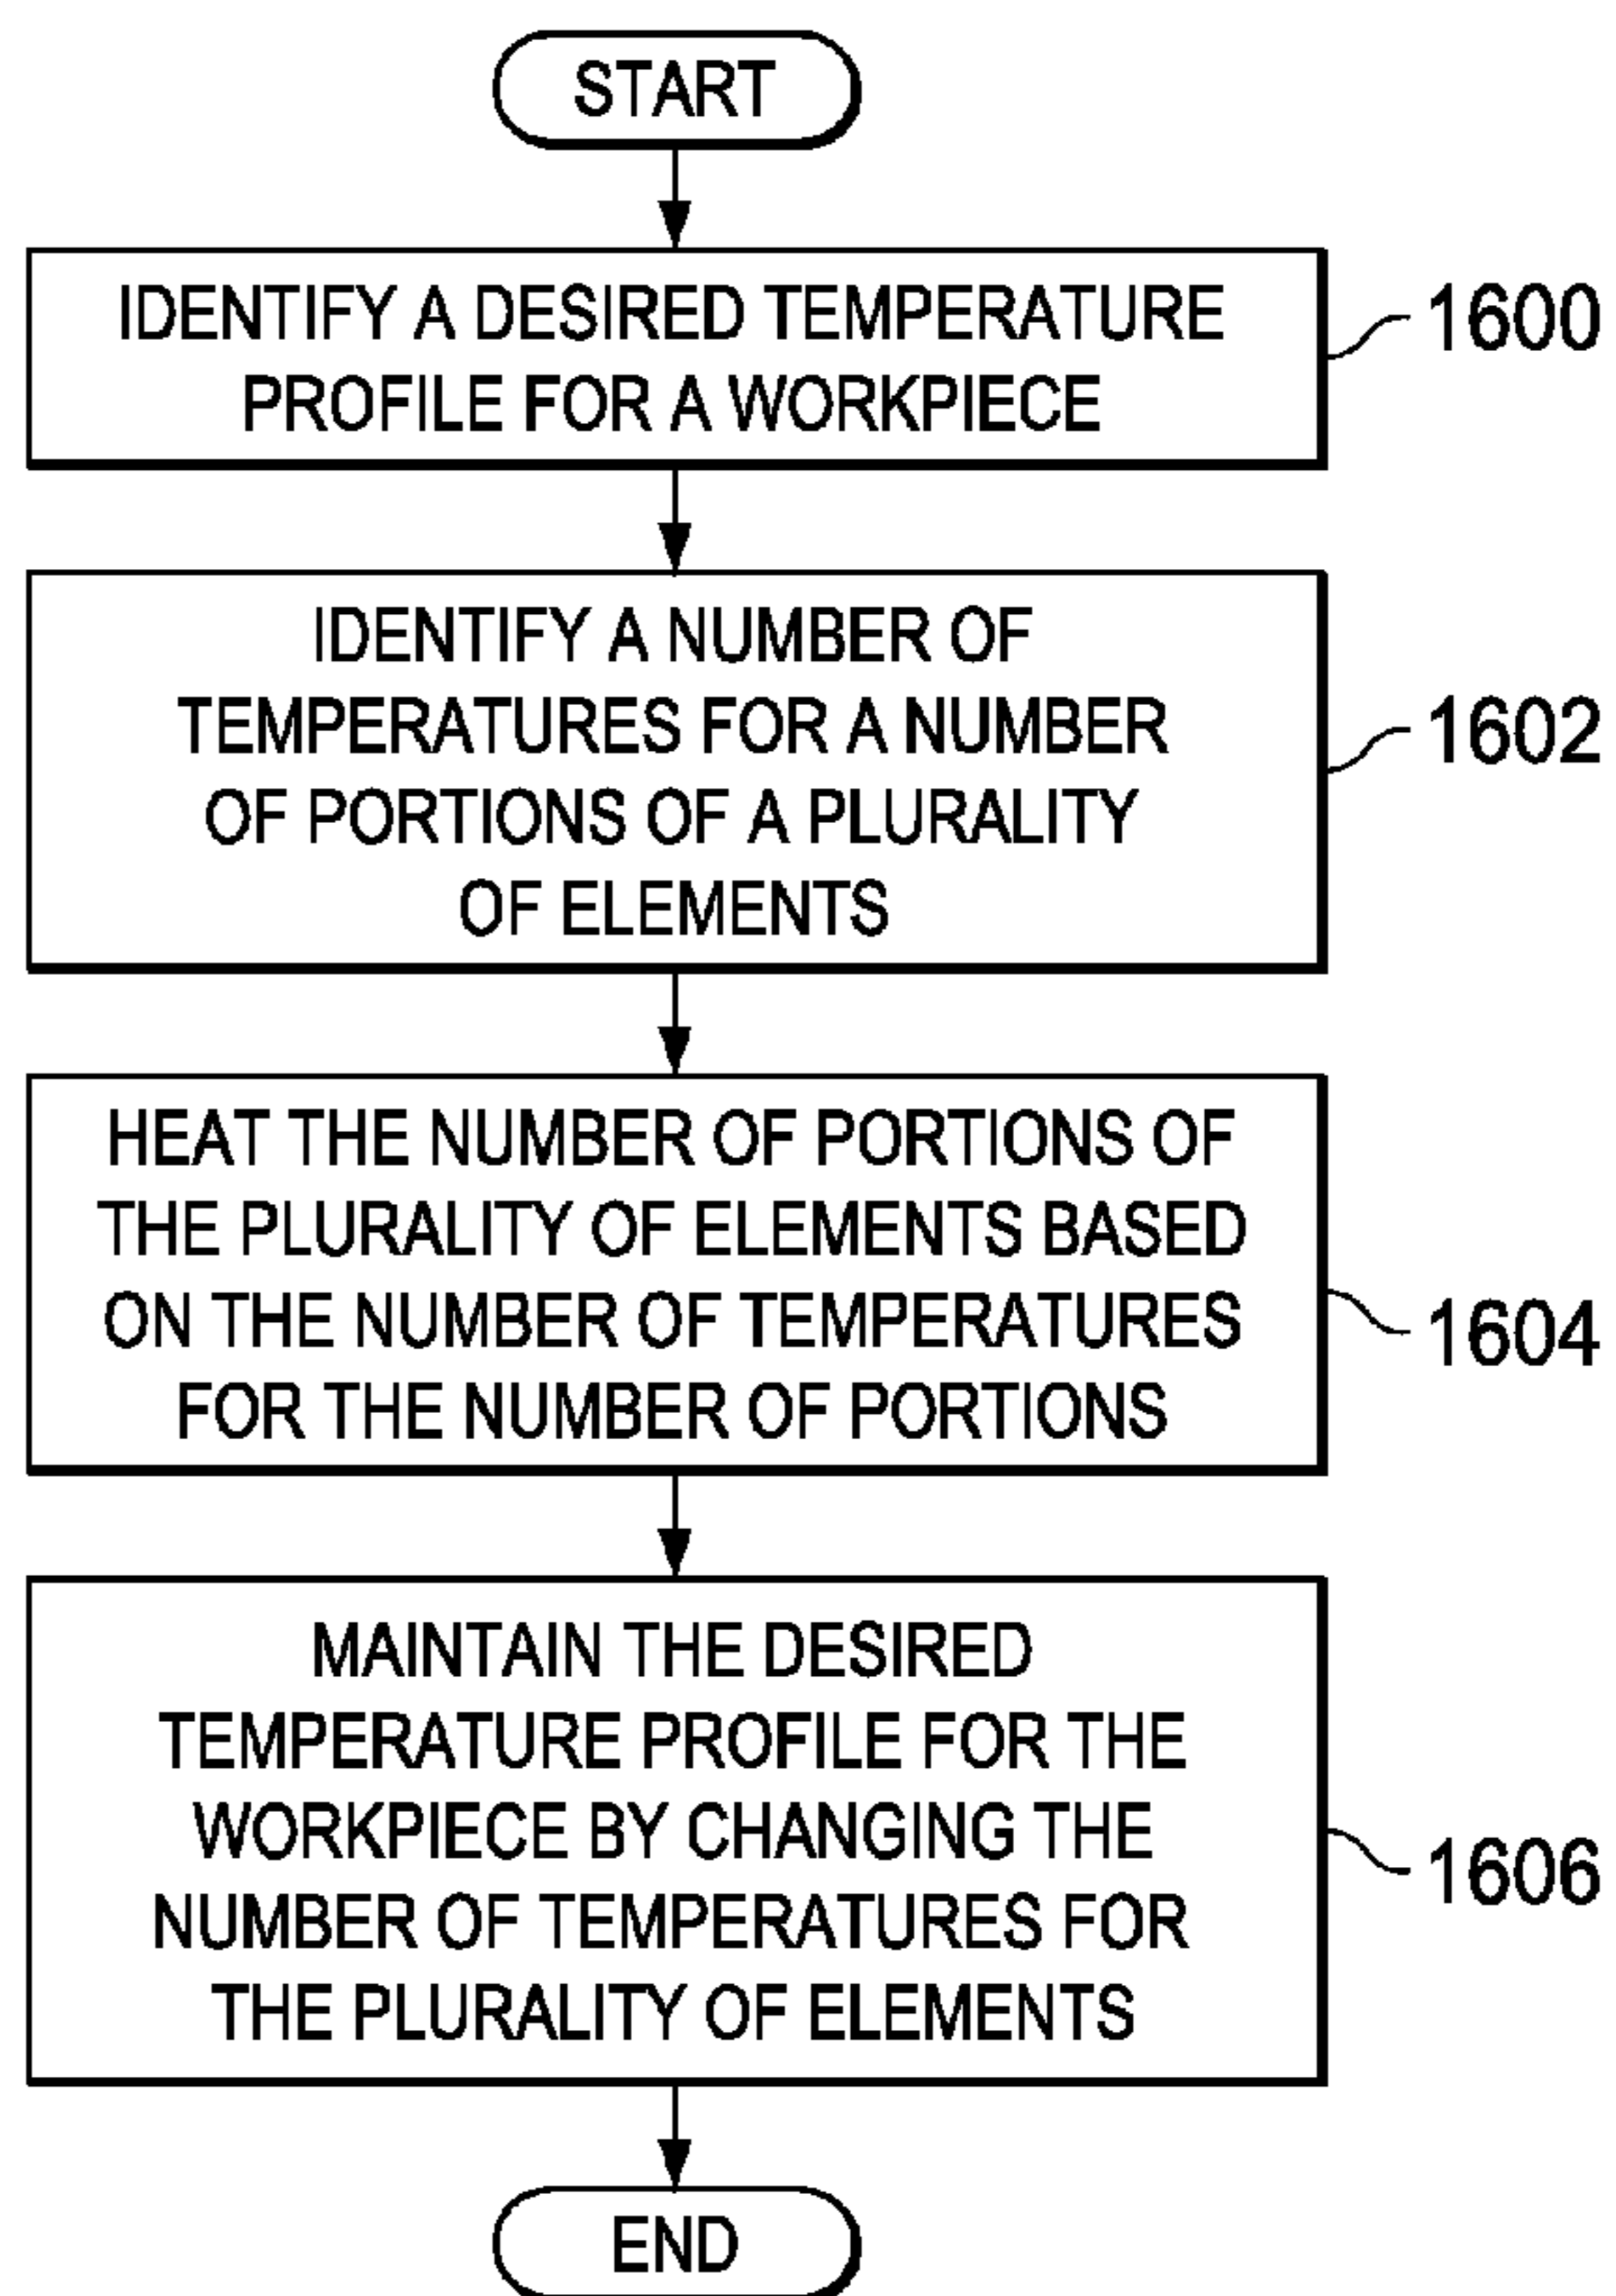 START
IDENTIFY A DESIRED TEMPERATURE
PROFILE FOR A WORKPIECE
1600
IDENTIFY A NUMBER OF
TEMPERATURES FOR A NUMBER
OF PORTIONS OF A PLURALITY
OF ELEMENTS
1602
HEAT THE NUMBER OF PORTIONS OF
THE PLURALITY OF ELEMENTS BASED
ON THE NUMBER OF TEMPERATURES
FOR THE NUMBER OF PORTIONS
1604
MAINTAIN THE DESIRED
TEMPERATURE PROFILE FOR THE
WORKPIECE BY CHANGING THE
NUMBER OF TEMPERATURES FOR
THE PLURALITY OF ELEMENTS
1606
END